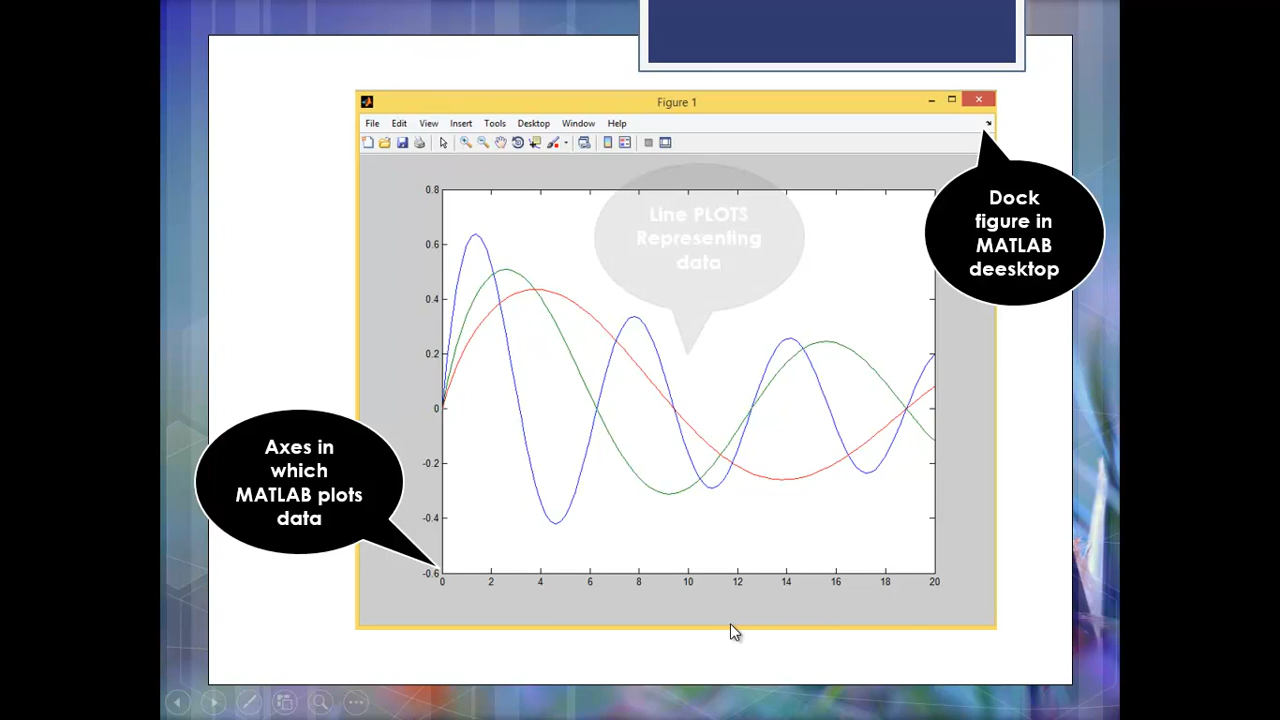 Figure 1
File Edit View Insert Tools Desktop Window Help
Line PLOTS
Representing
data
Dock
figure in
MATLAB
deesktop
Axes in
which
MATLAB plots
data
0.8
0.6
0.4
0.2
0
-0.2
-0.4
-0.6
0 2 4 6 8 10 12 14 16 18 20